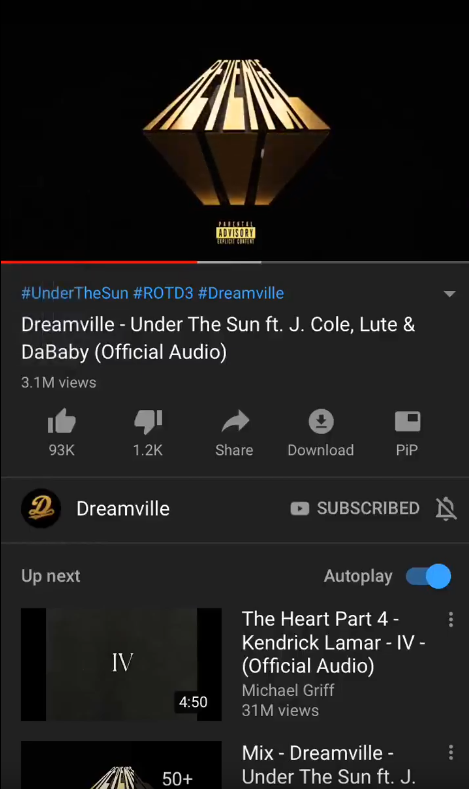 REVENGE
PARENTAL
ADVISORY
EXPLICIT CONTENT
#UnderTheSun #ROTD3 #Dreamville
Dreamville - Under The Sun ft. J. Cole, Lute &
DaBaby (Official Audio)
3.1M views
93K
1.2K
Share
Download
PiP
D
Dreamville
SUBSCRIBED
Up next
Autoplay
IV
4:50
The Heart Part 4 -
Kendrick Lamar - IV -
(Official Audio)
Michael Griff
31M views
50+
Mix - Dreamville -
Under The Sun ft. J.